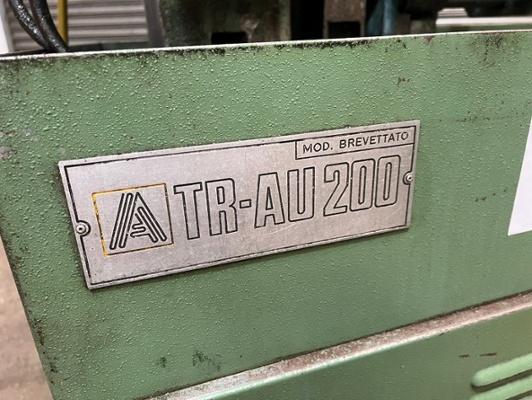 MOD. BREVETTATO
A TR-AU 200